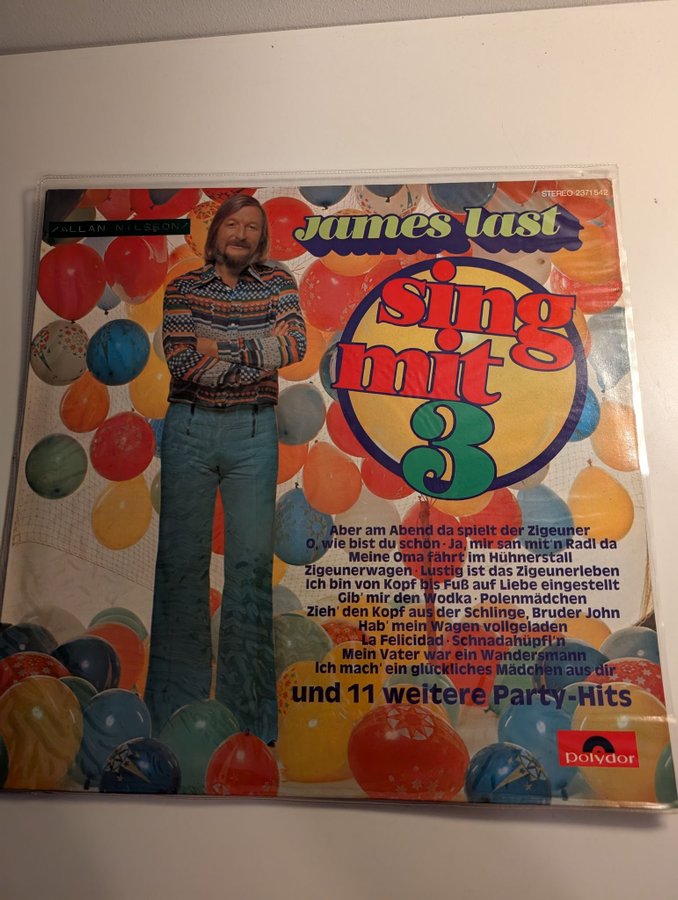 STEREO 2371 542
/ALLAN NILSSON/
james last
sing
mit
3
Aber am Abend da spielt der Zigeuner
O, wie bist du schön · Ja, mir san mit'n Radl da
Meine Oma fährt im Hühnerstall
Zigeunerwagen · Lustig ist das Zigeunerleben
Ich bin von Kopf bis Fuß auf Liebe eingestellt
Gib' mir den Wodka · Polenmädchen
Zieh' den Kopf aus der Schlinge, Bruder John
Hab' mein Wagen vollgeladen
La Felicidad · Schnadahüpfl'n
Mein Vater war ein Wandersmann
Ich mach' ein glückliches Mädchen aus dir
und 11 weitere Party-Hits
polydor